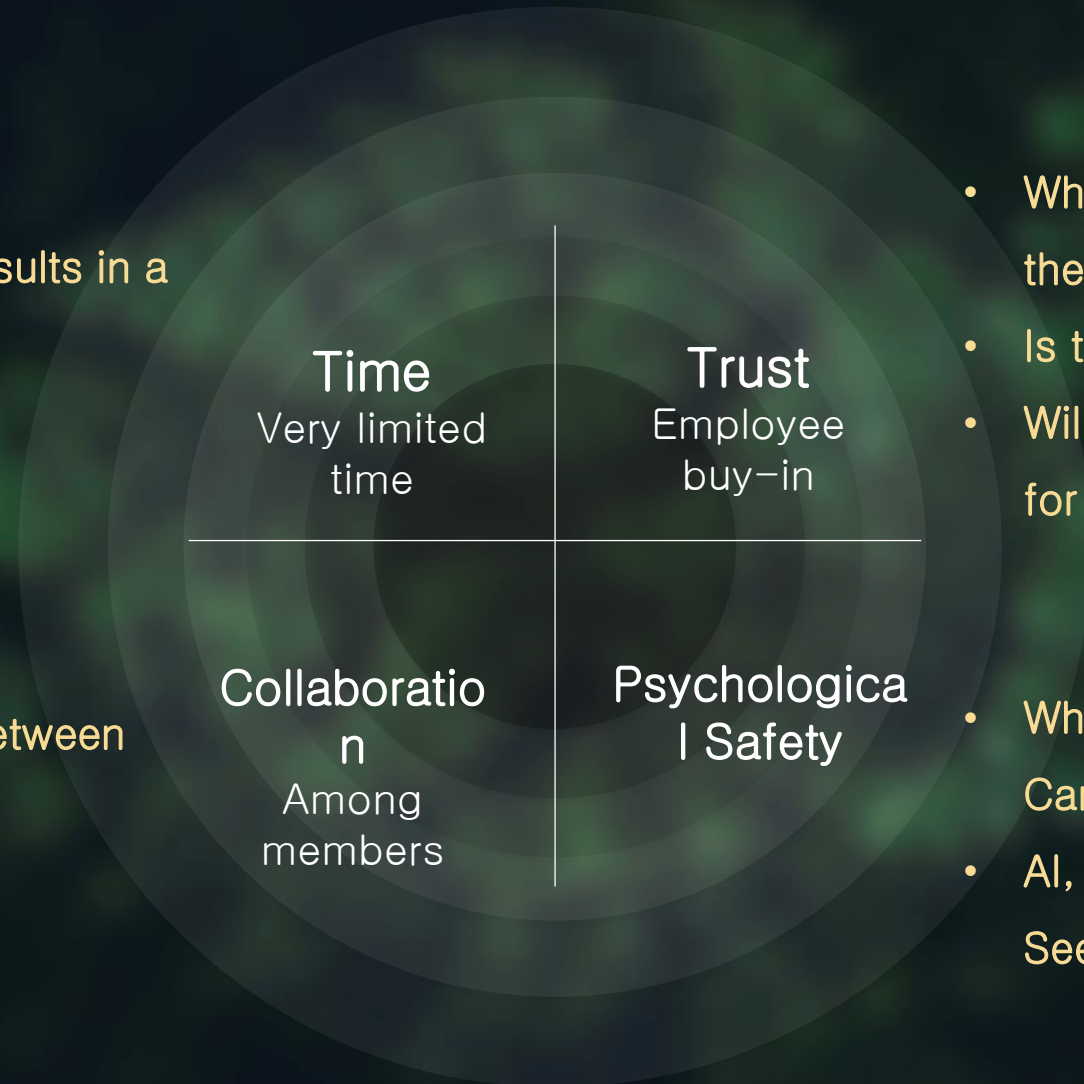 sults in a
Time
Very limited
time
Trust
Employee
buy-in
Collaboratio
n
Among
members
Psychologica
l Safety
etween
• Wh
the
• Is t
• Wil
for
• Wh
Car
• AI,
See